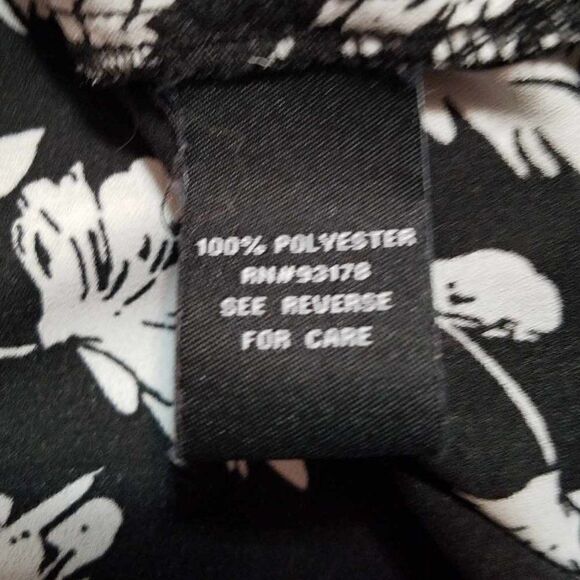 100% POLYESTER
RN#93178
SEE REVERSE
FOR CARE